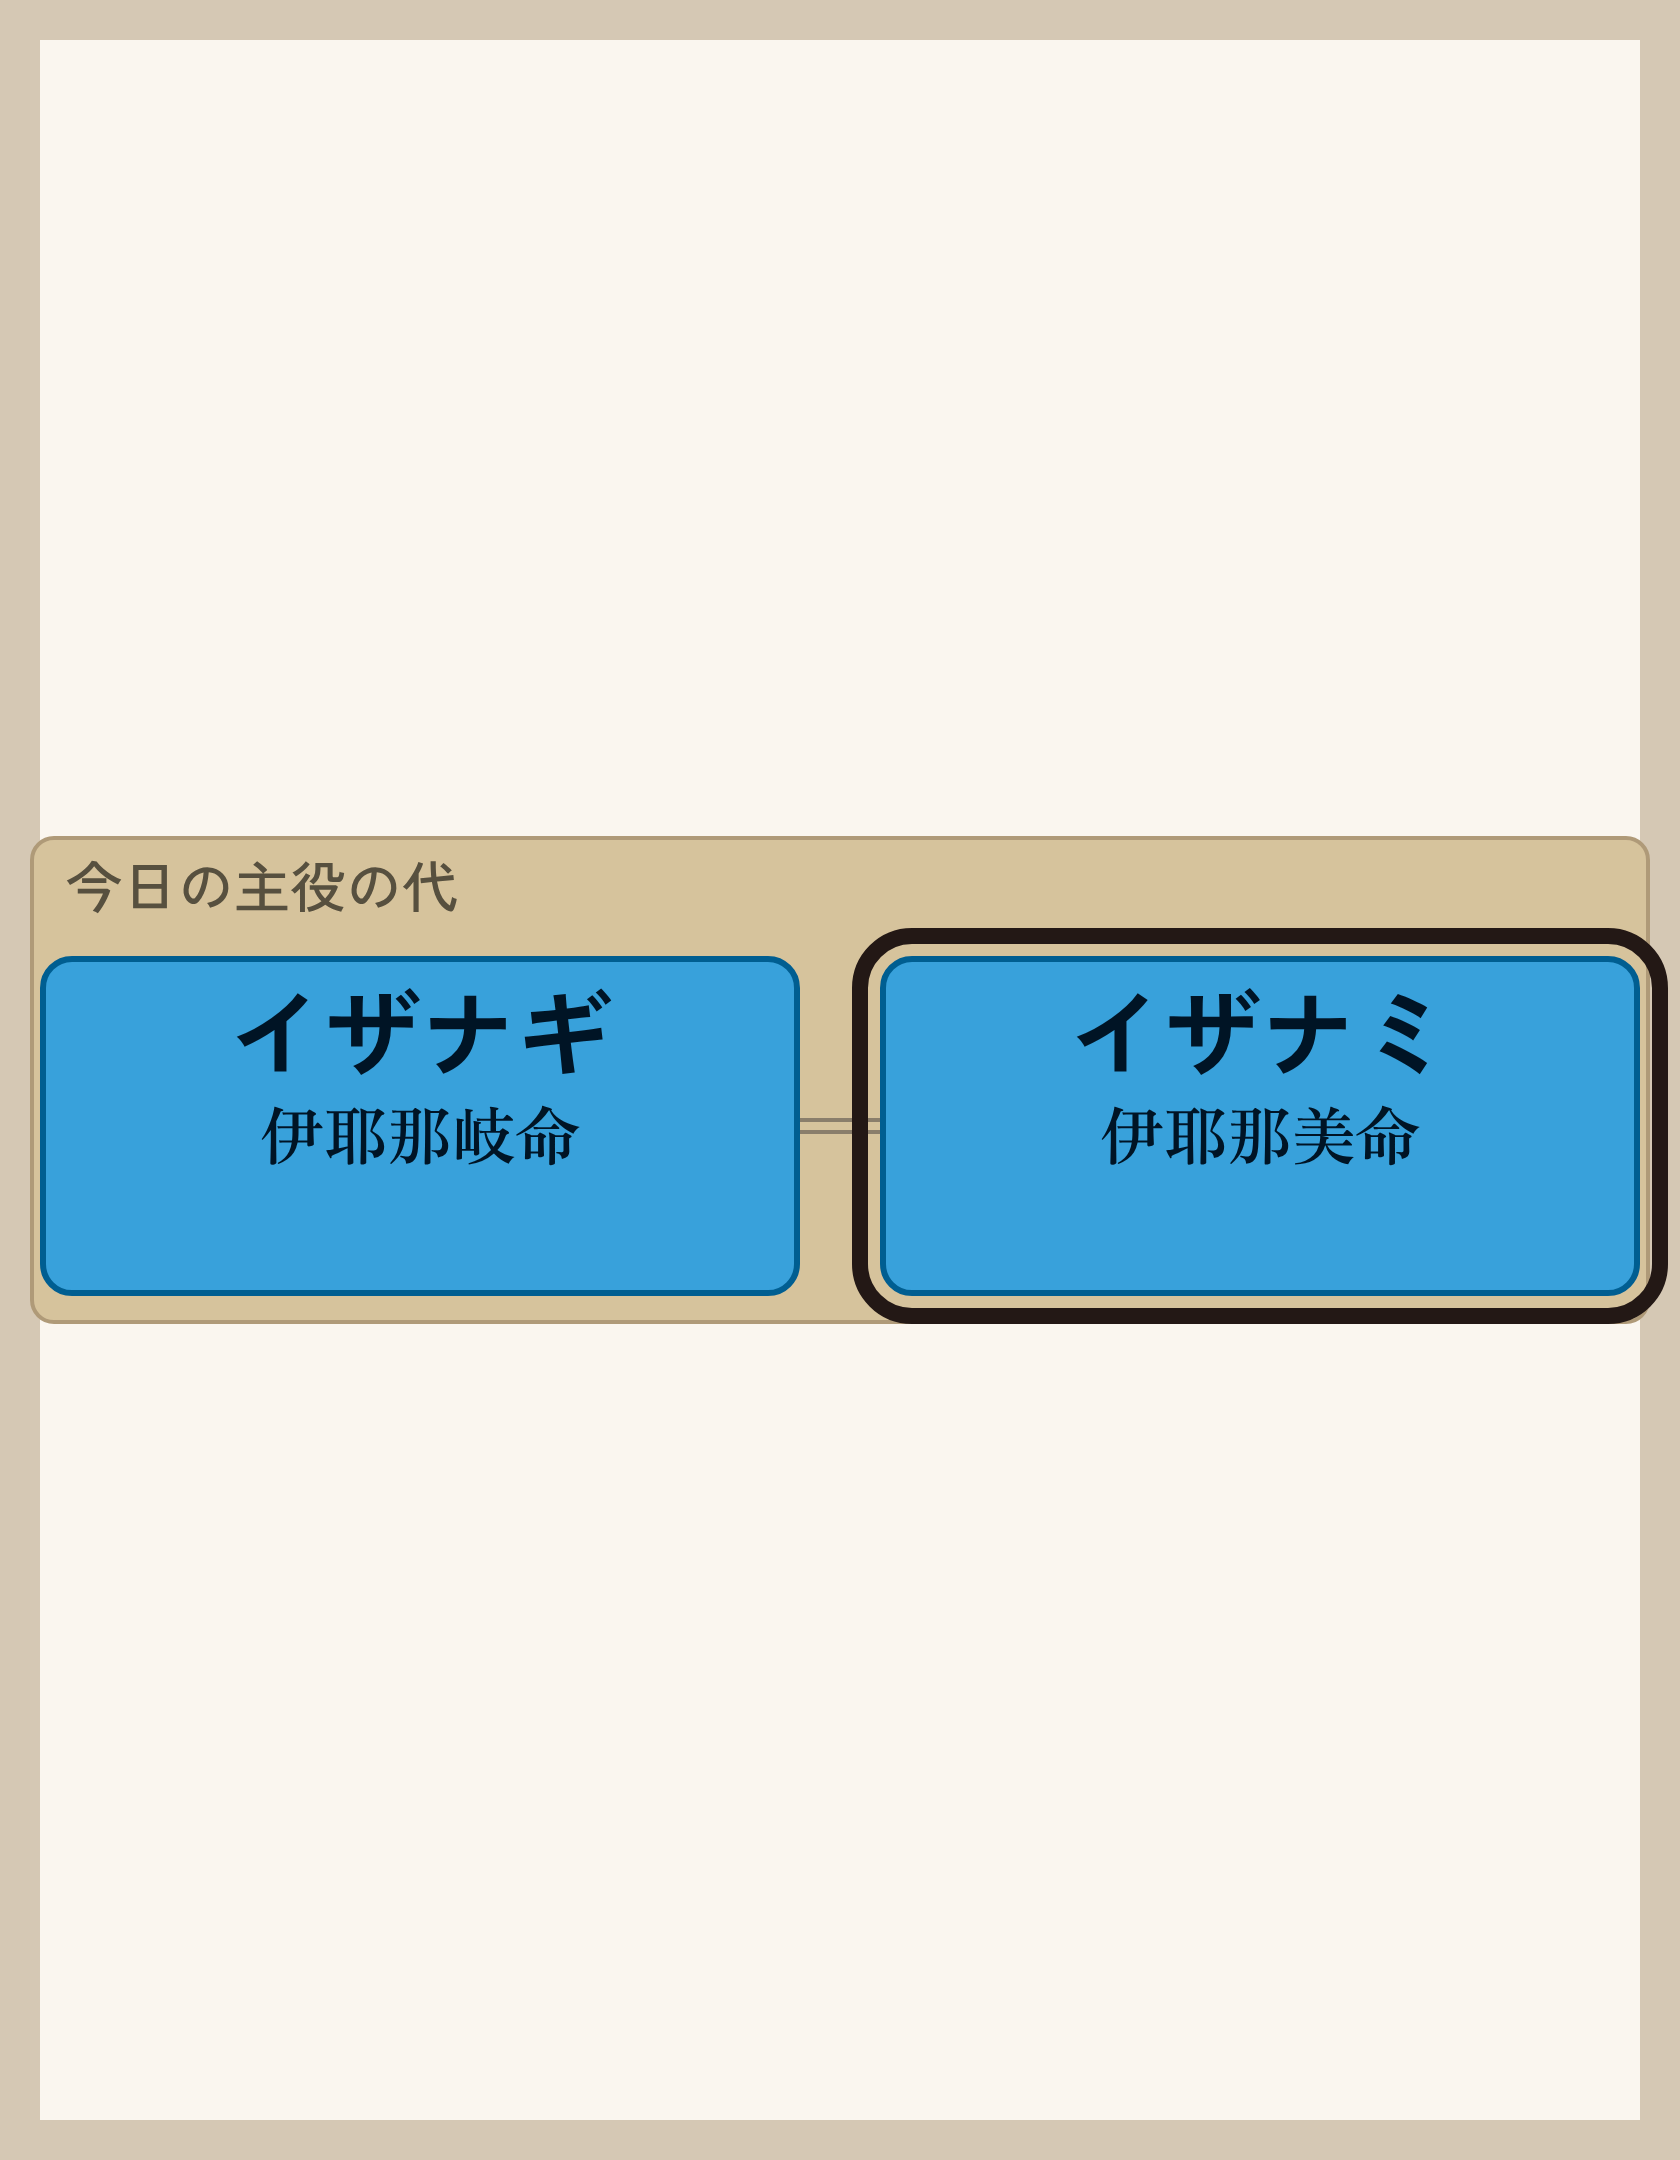 今日の主役の代
イザナギ
伊耶那岐命
イザナミ
伊耶那美命